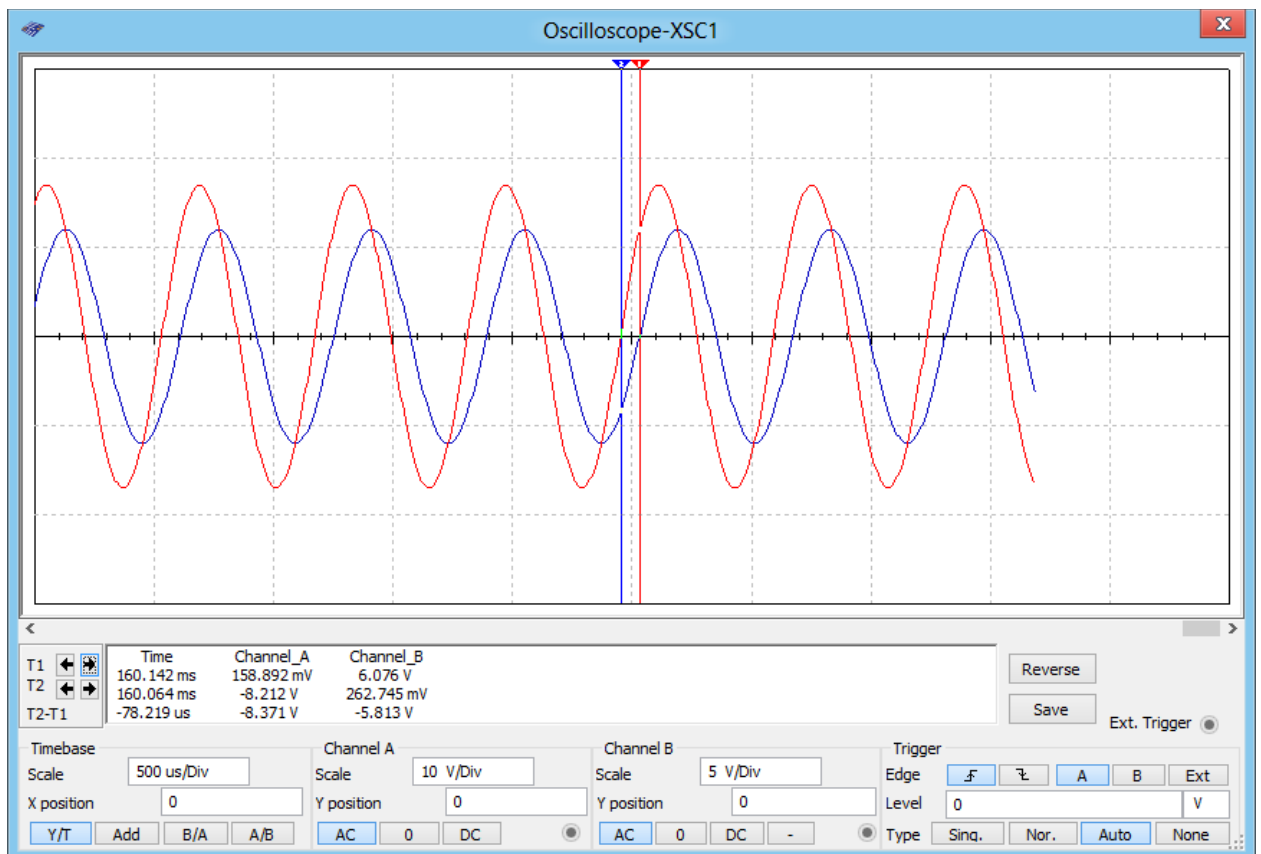 Oscilloscope-XSC1
x
2 1
T1
T2
T2-T1
Time Channel_A Channel_B
160.142 ms 158.892 mV 6.076 V
160.064 ms -8.212 V 262.745 mV
-78.219 us -8.371 V -5.813 V
Reverse
Save
Ext. Trigger
Timebase
Scale 500 us/Div
X position 0
Y/T Add B/A A/B
Channel A
Scale 10 V/Div
Y position 0
AC 0 DC
Channel B
Scale 5 V/Div
Y position 0
AC 0 DC -
Trigger
Edge A B Ext
Level 0 V
Type Sing. Nor. Auto None